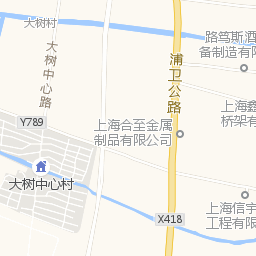 大树村
大树中心路
路笃斯酒
备制造有限
浦卫公路
Y789
上海鑫
桥架有
上海合至金属
制品有限公司
大树中心村
X418
上海信宇
工程有限